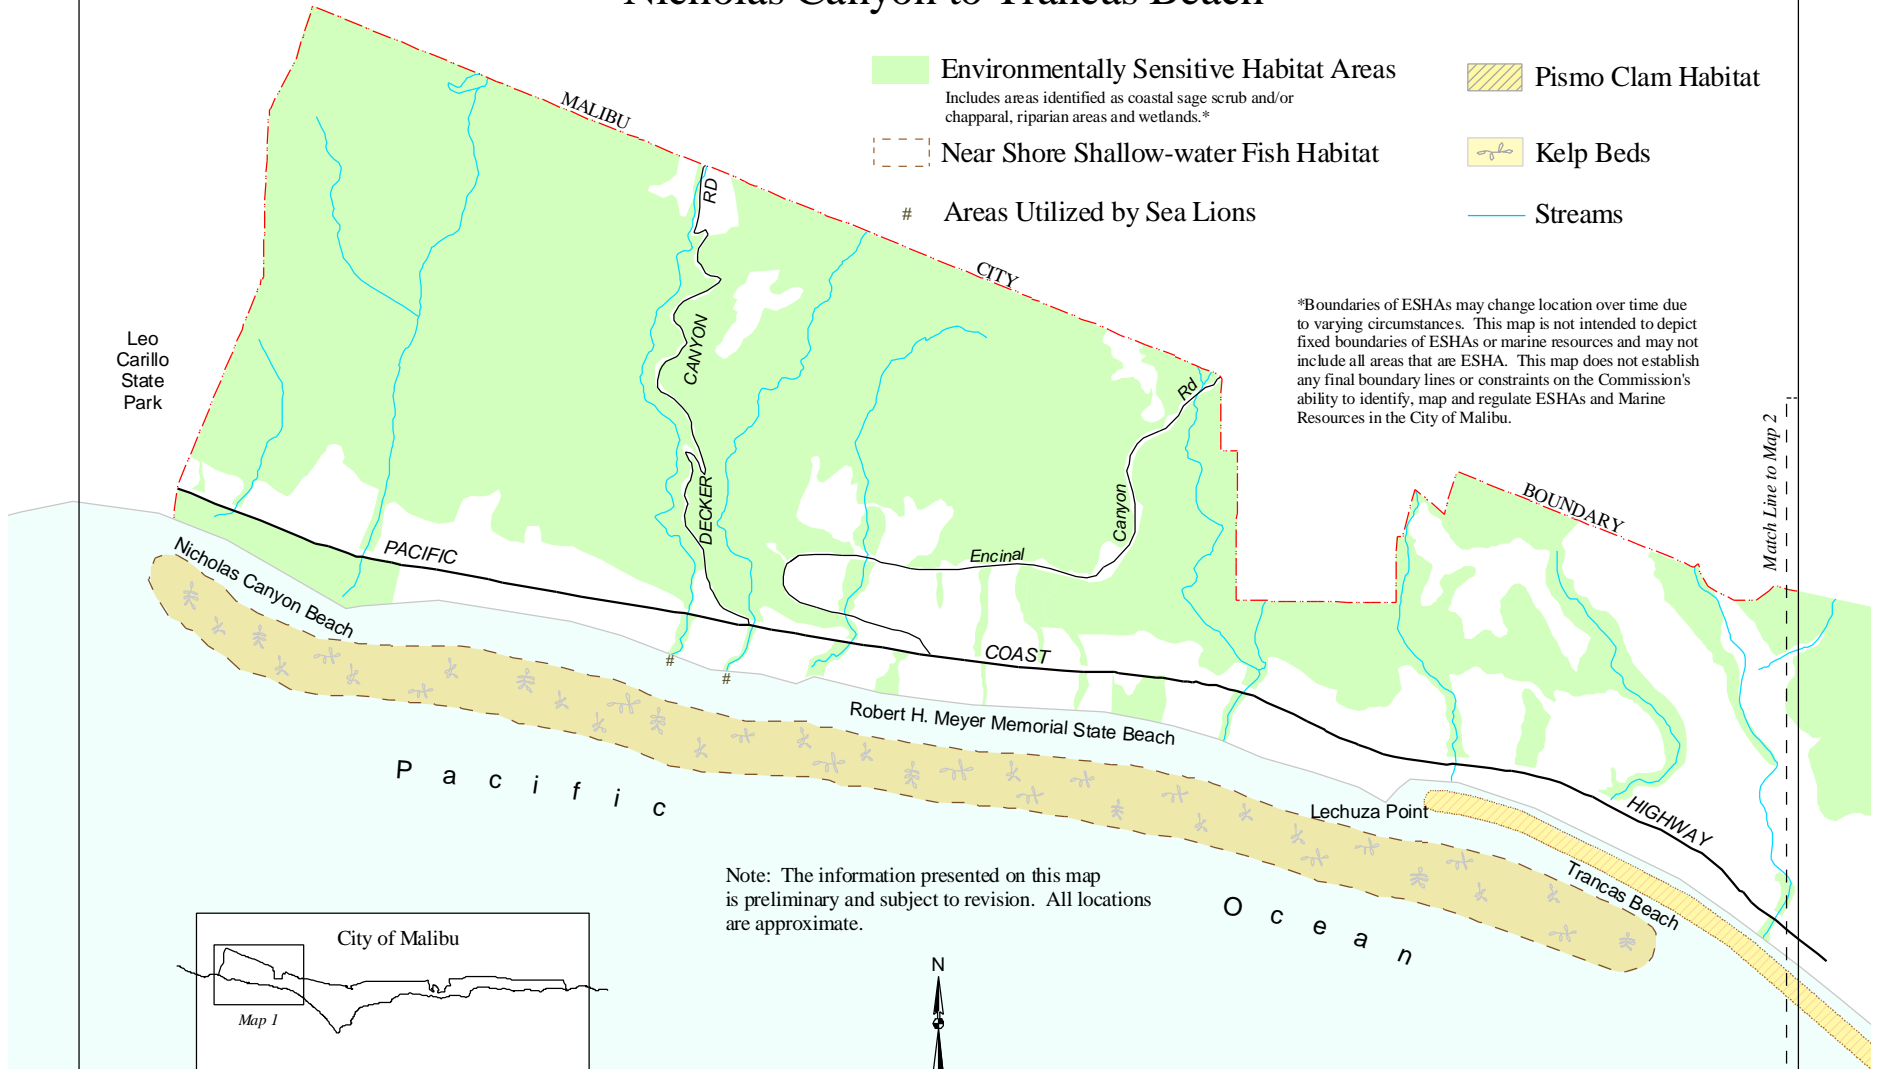 Nicholas Canyon to Trancas Beach
Environmentally Sensitive Habitat Areas
Includes areas identified as coastal sage scrub and/or
chapparal, riparian areas and wetlands.*
Near Shore Shallow-water Fish Habitat
# Areas Utilized by Sea Lions
Pismo Clam Habitat
Kelp Beds
Streams
*Boundaries of ESHAs may change location over time due
to varying circumstances. This map is not intended to depict
fixed boundaries of ESHAs or marine resources and may not
include all areas that are ESHA. This map does not establish
any final boundary lines or constraints on the Commission's
ability to identify, map and regulate ESHAs and Marine
Resources in the City of Malibu.
MALIBU
CITY
BOUNDARY
Match Line to Map 2
Leo
Carillo
State
Park
DECKER
CANYON
RD
Encinal
Canyon
Rd
PACIFIC
COAST
HIGHWAY
Nicholas Canyon Beach
#
#
Robert H. Meyer Memorial State Beach
Lechuza Point
Trancas Beach
Pacific
Ocean
Note: The information presented on this map
is preliminary and subject to revision. All locations
are approximate.
City of Malibu
Map 1
N